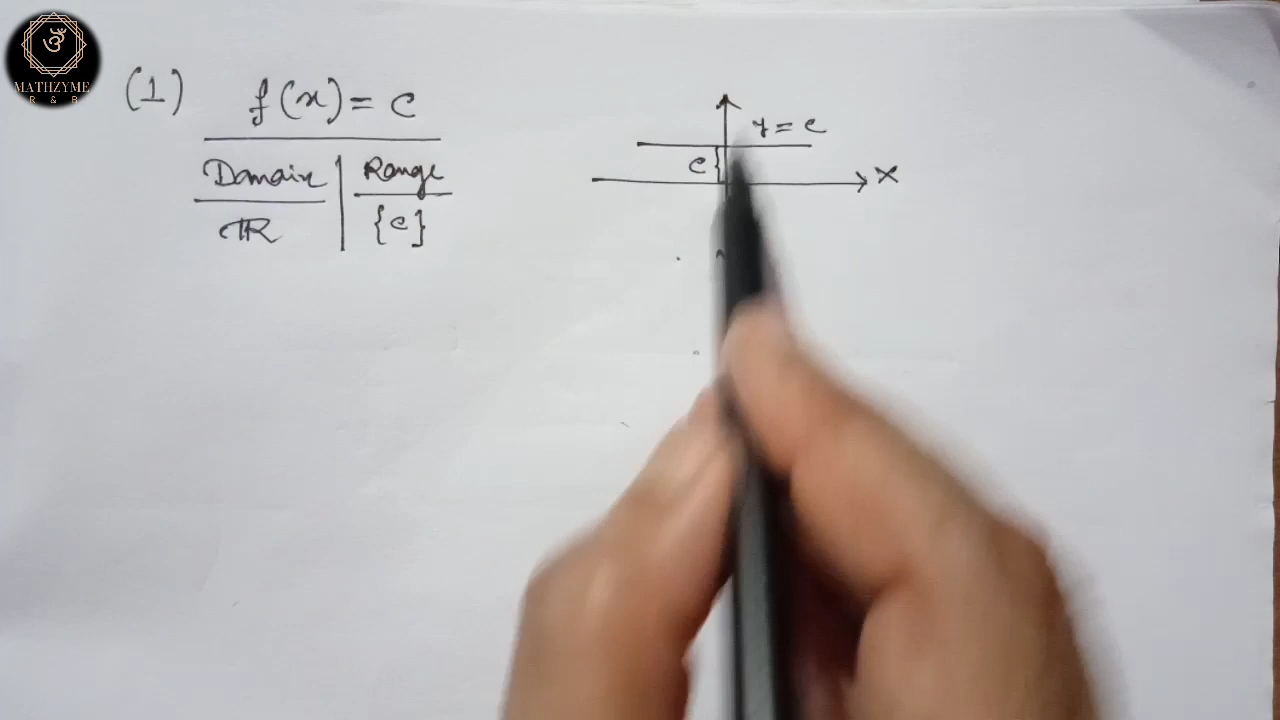 ॐ
MATHZYME
R & B
(1) f(x) = c
Domain | Range
ℝ | {c}
y = c
c{
X